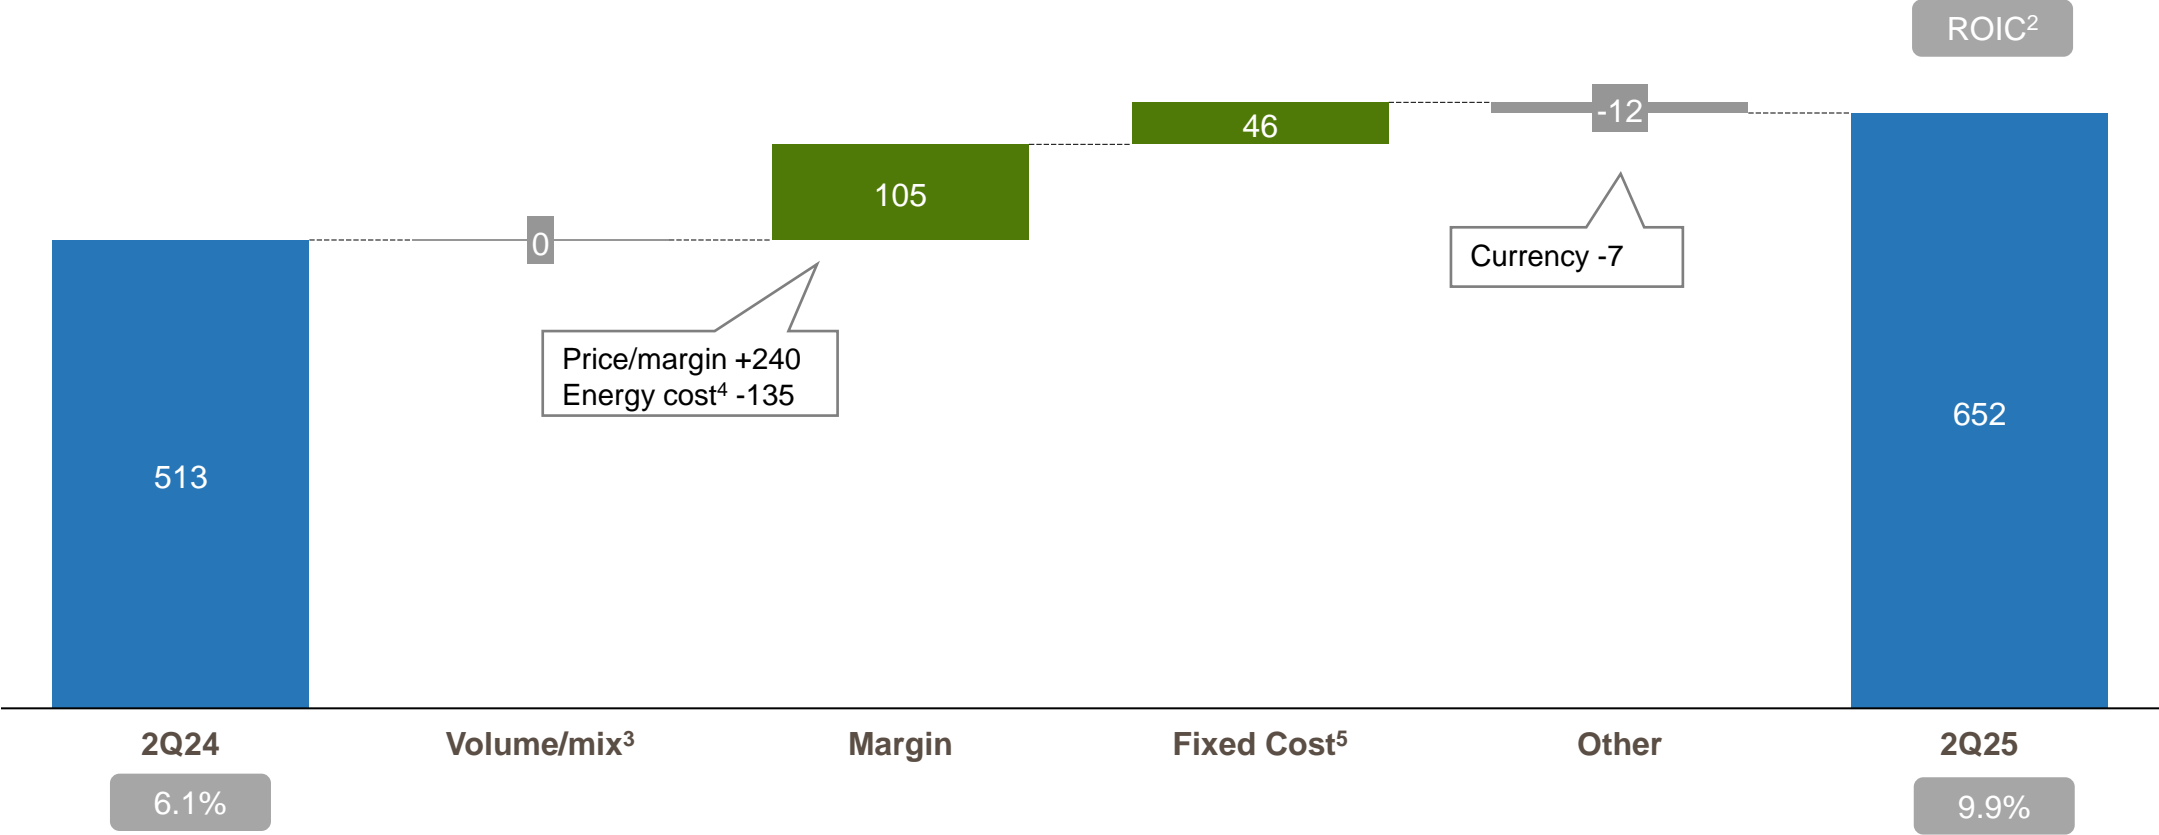 ROIC²
46
-12
105
0
Currency -7
Price/margin +240
Energy cost⁴ -135
513
652
2Q24
Volume/mix³
Margin
Fixed Cost⁵
Other
2Q25
6.1%
9.9%